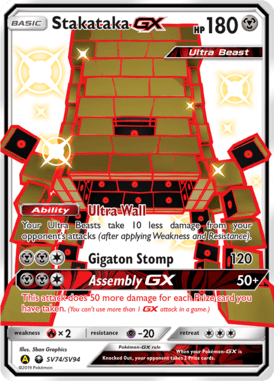 BASIC Stakataka GX HP 180
Ultra Beast
Ability Ultra Wall
Your Ultra Beasts take 10 less damage from your
opponent's attacks (after applying Weakness and Resistance).
Gigaton Stomp 120
Assembly GX 50+
This attack does 50 more damage for each Prize card you
have taken. (You can't use more than 1 GX attack in a game.)
weakness ×2 resistance -20 retreat
Illus. Shan Graphics Pokémon-GX rule When your Pokémon-GX is
SV74/SV94 Knocked Out, your opponent takes 2 Prize cards.
©2019 Pokémon